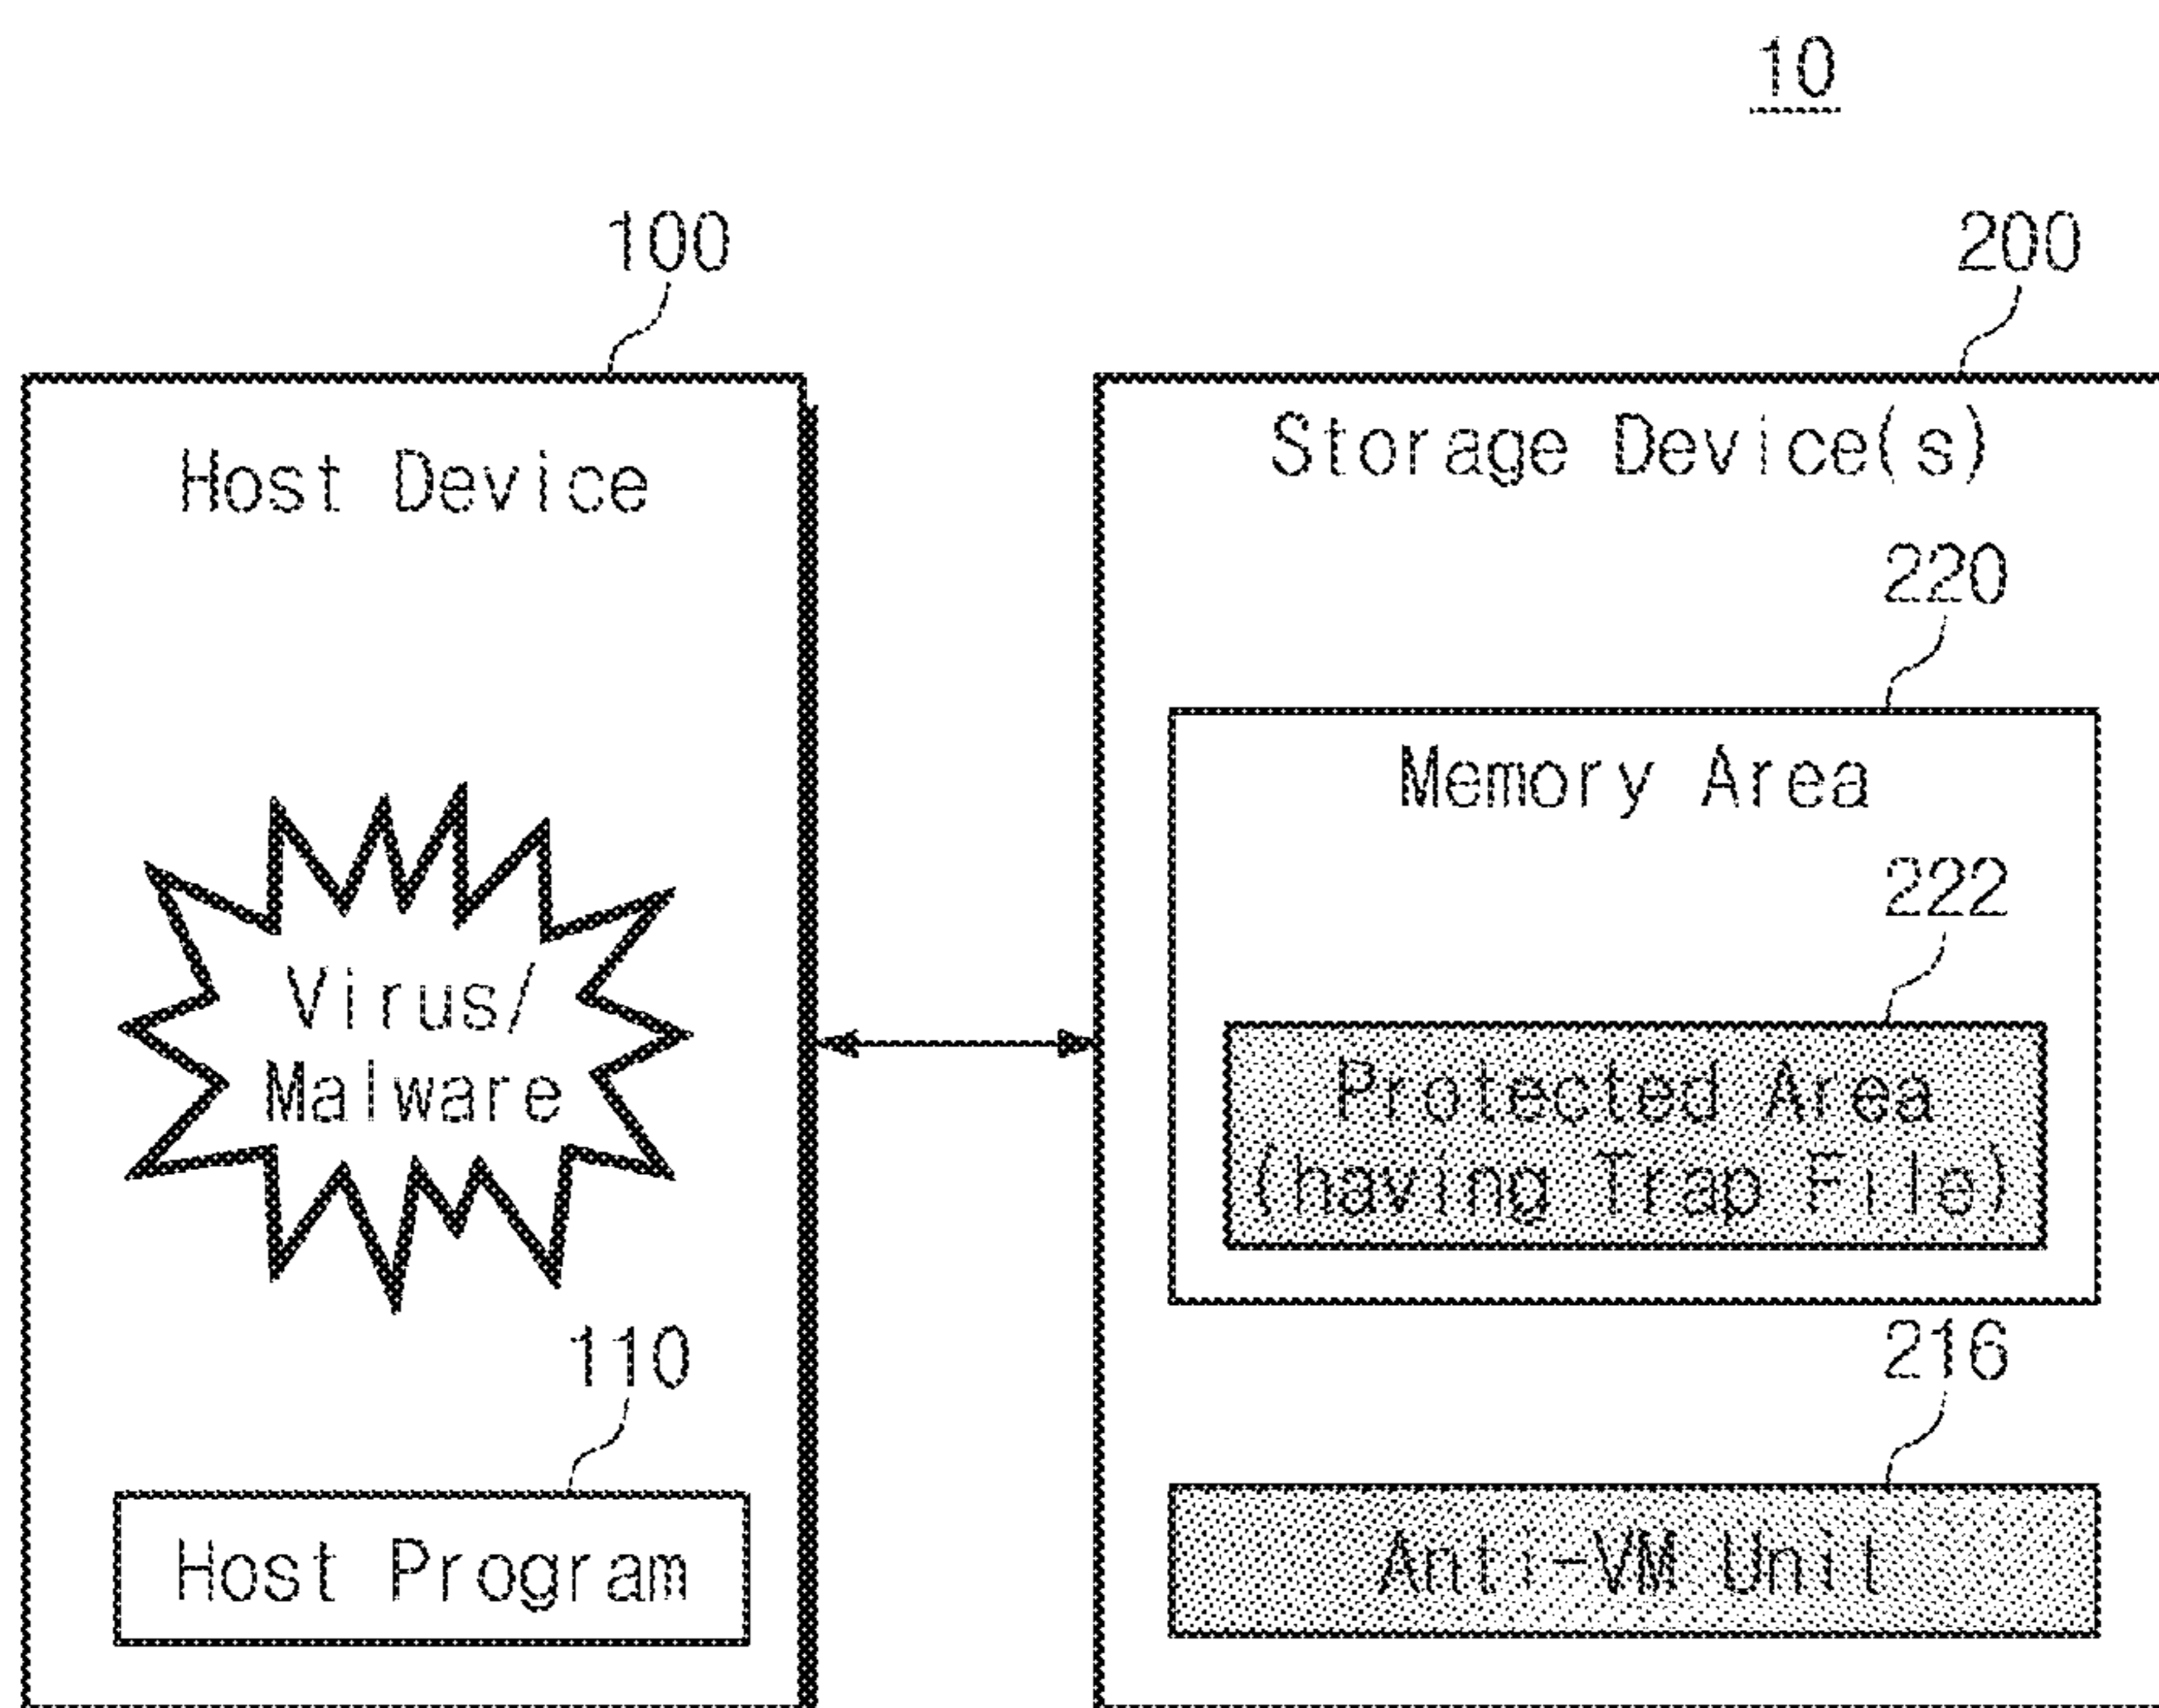 10
100
200
Host Device
Storage Device(s)
220
Memory Area
222
Virus/
Malware
Protected Area
(having Trap File)
110
216
Host Program
Anti-VM Unit